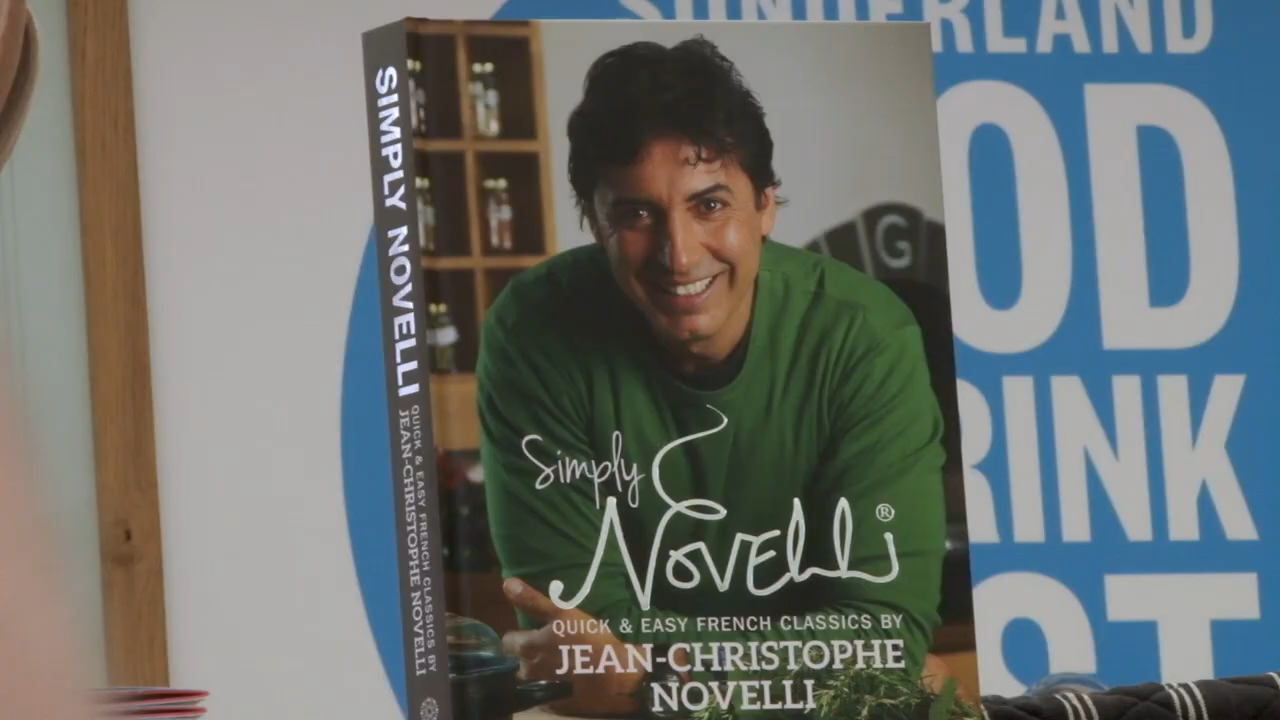 SIMPLY NOVELLI
QUICK & EASY FRENCH CLASSICS BY
JEAN-CHRISTOPHE NOVELLI
G
Simply
Novelli®
QUICK & EASY FRENCH CLASSICS BY
JEAN-CHRISTOPHE
NOVELLI
SUNDERLAND
OD
RINK
OT